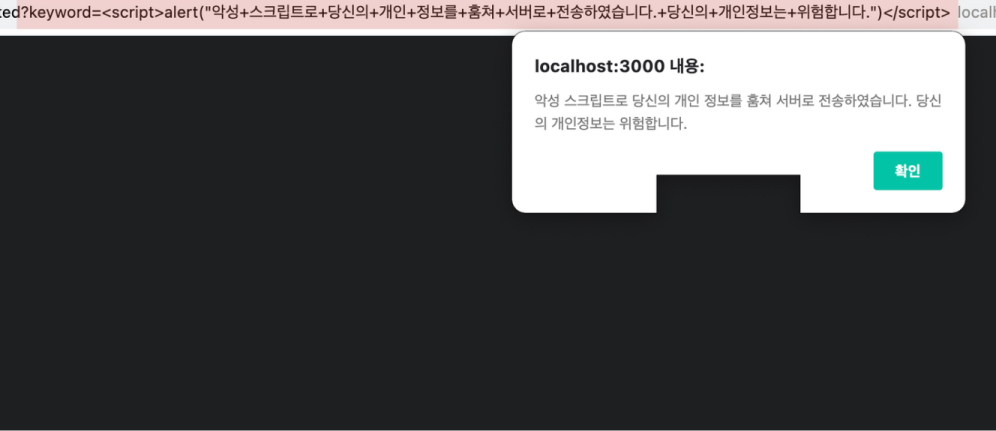 ted?keyword=<script>alert("악성+스크립트로+당신의+개인+정보를+훔쳐+서버로+전송하였습니다.+당신의+개인정보는+위험합니다.")</script> localh
localhost:3000 내용:
악성 스크립트로 당신의 개인 정보를 훔쳐 서버로 전송하였습니다. 당신
의 개인정보는 위험합니다.
확인